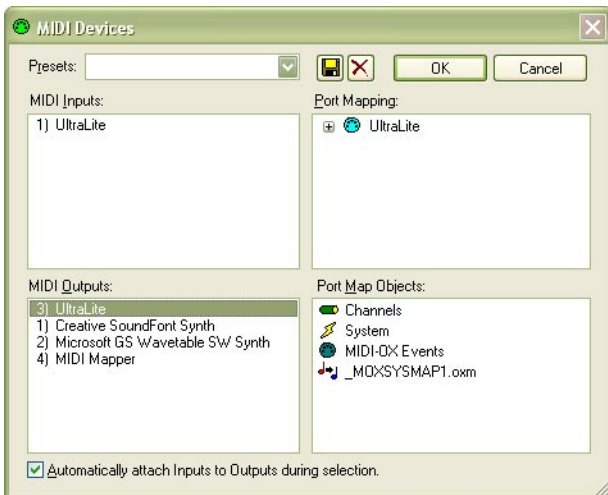 MIDI Devices
Presets:
OK
Cancel
MIDI Inputs:
1) UltraLite
Port Mapping:
UltraLite
MIDI Outputs:
3) UltraLite
1) Creative SoundFont Synth
2) Microsoft GS Wavetable SW Synth
4) MIDI Mapper
Port Map Objects:
Channels
System
MIDI-OX Events
_MOXSYSMAP1.oxm
Automatically attach Inputs to Outputs during selection.